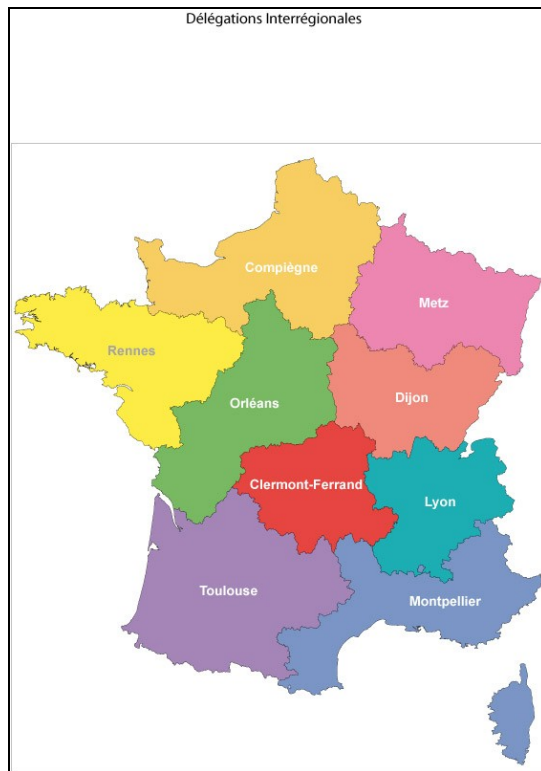 Délégations Interrégionales
Compiègne
Metz
Rennes
Orléans
Dijon
Clermont-Ferrand
Lyon
Toulouse
Montpellier